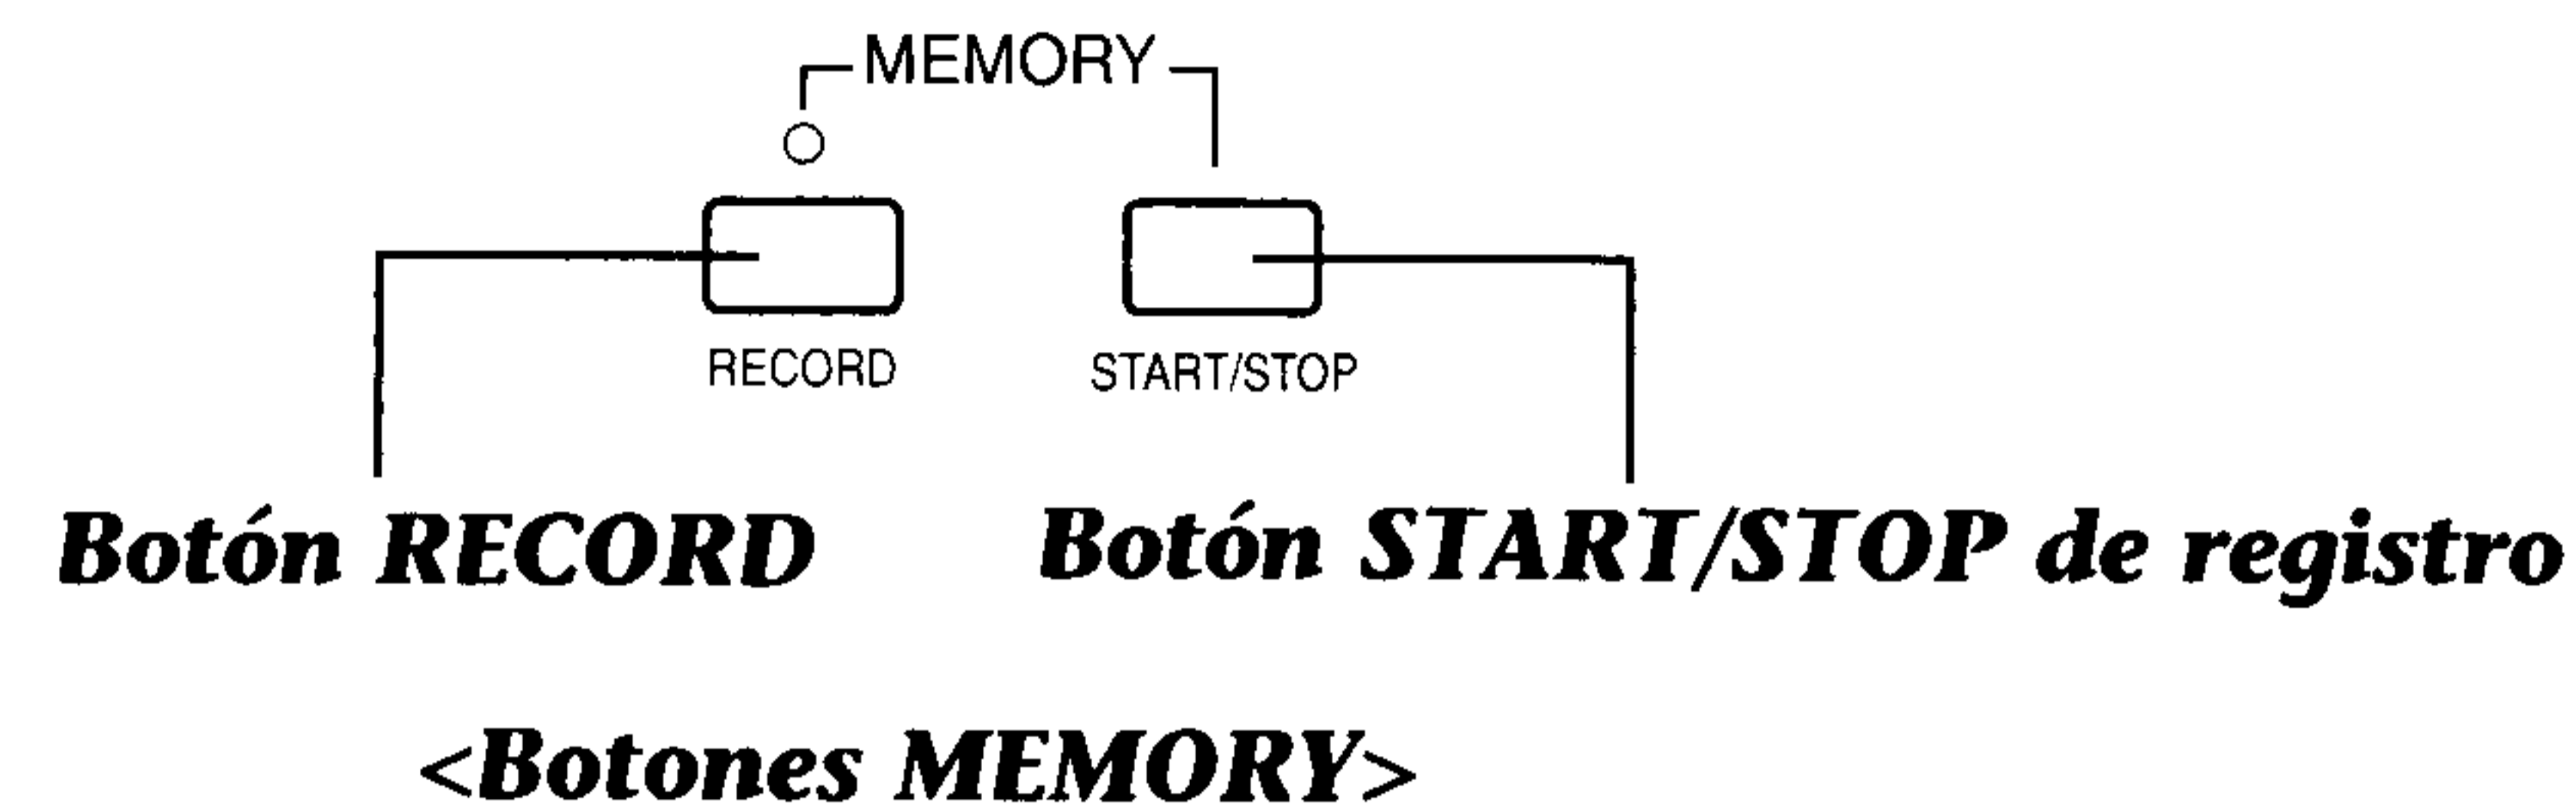 MEMORY
RECORD START/STOP
Botón RECORD Botón START/STOP de registro
<Botones MEMORY>